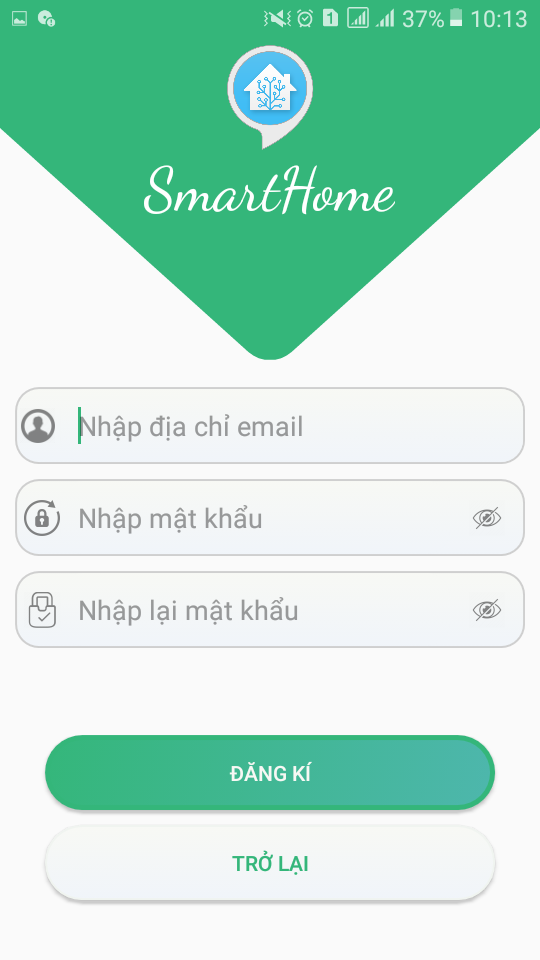 1 37% 10:13
SmartHome
Nhập địa chỉ email
Nhập mật khẩu
Nhập lại mật khẩu
ĐĂNG KÍ
TRỞ LẠI